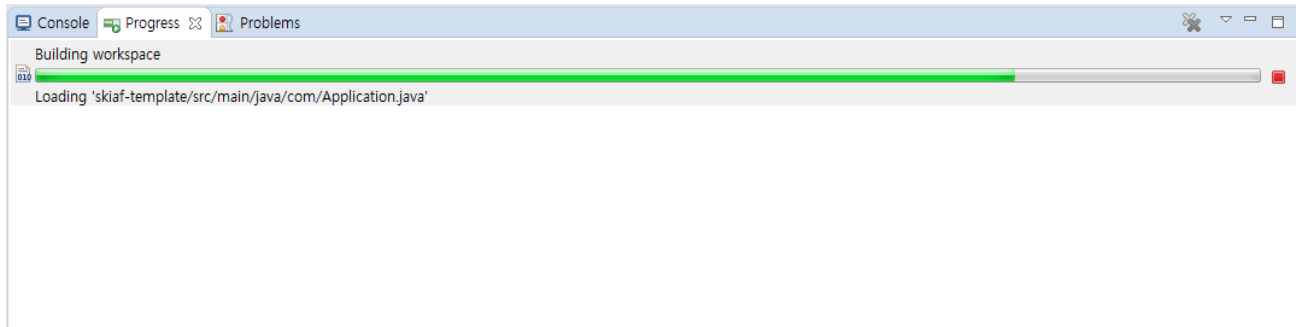 Console Progress Problems
Building workspace
010
Loading 'skiaf-template/src/main/java/com/Application.java'